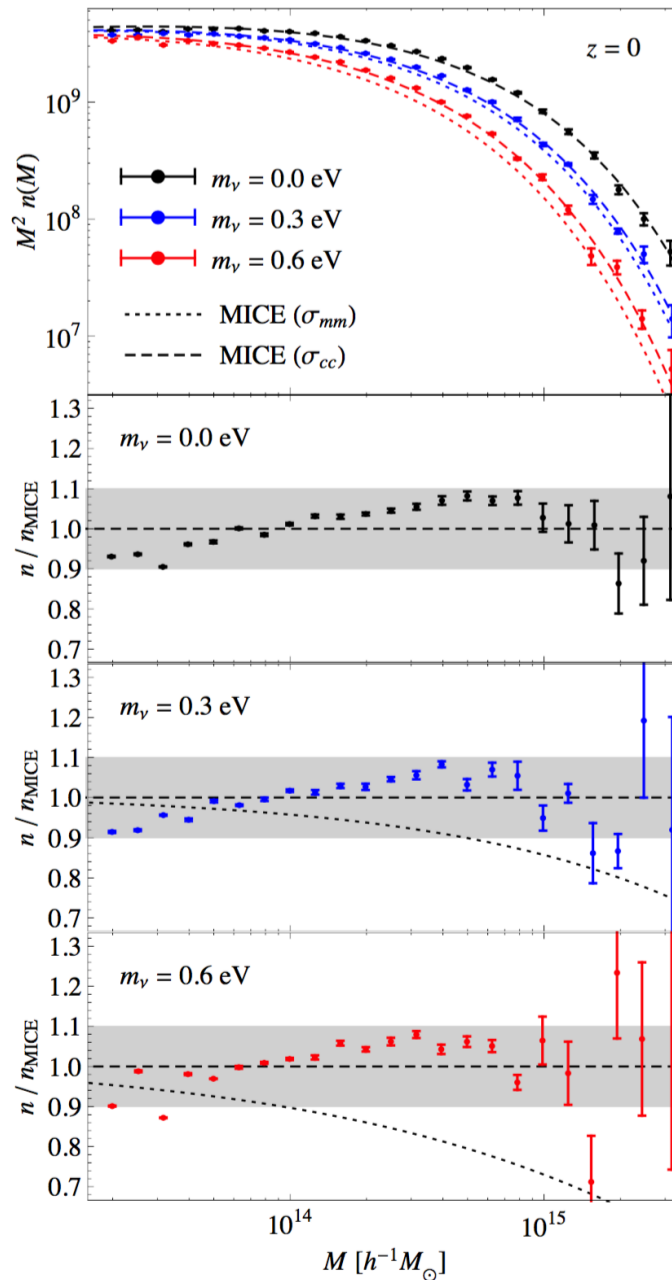 z = 0
10⁹
M² n(M)
m_ν = 0.0 eV
m_ν = 0.3 eV
10⁸
m_ν = 0.6 eV
MICE (σ_mm)
10⁷
MICE (σ_cc)
1.3
m_ν = 0.0 eV
1.2
n / n_MICE
1.1
1.0
0.9
0.8
0.7
1.3
m_ν = 0.3 eV
1.2
n / n_MICE
1.1
1.0
0.9
0.8
0.7
1.3
m_ν = 0.6 eV
1.2
n / n_MICE
1.1
1.0
0.9
0.8
0.7
10¹⁴ 10¹⁵
M [h⁻¹M_⊙]